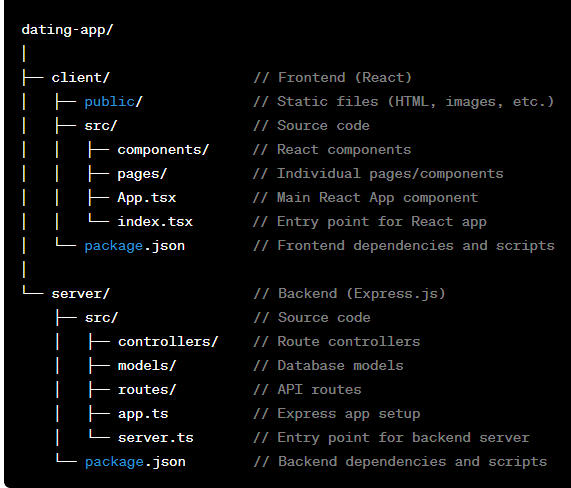 dating-app/
│
├── client/                 // Frontend (React)
│   ├── public/             // Static files (HTML, images, etc.)
│   ├── src/                // Source code
│   │   ├── components/     // React components
│   │   ├── pages/          // Individual pages/components
│   │   ├── App.tsx         // Main React App component
│   │   └── index.tsx       // Entry point for React app
│   └── package.json        // Frontend dependencies and scripts
│
└── server/                 // Backend (Express.js)
    ├── src/                // Source code
    │   ├── controllers/    // Route controllers
    │   ├── models/         // Database models
    │   ├── routes/         // API routes
    │   ├── app.ts          // Express app setup
    │   └── server.ts       // Entry point for backend server
    └── package.json        // Backend dependencies and scripts